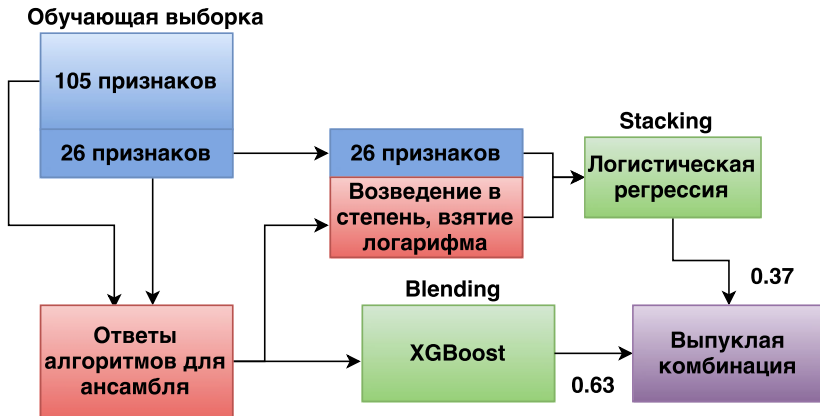 Обучающая выборка
105 признаков
26 признаков
26 признаков
Возведение в
степень, взятие
логарифма
Stacking
Логистическая
регрессия
0.37
Ответы
алгоритмов для
ансамбля
Blending
XGBoost
0.63
Выпуклая
комбинация